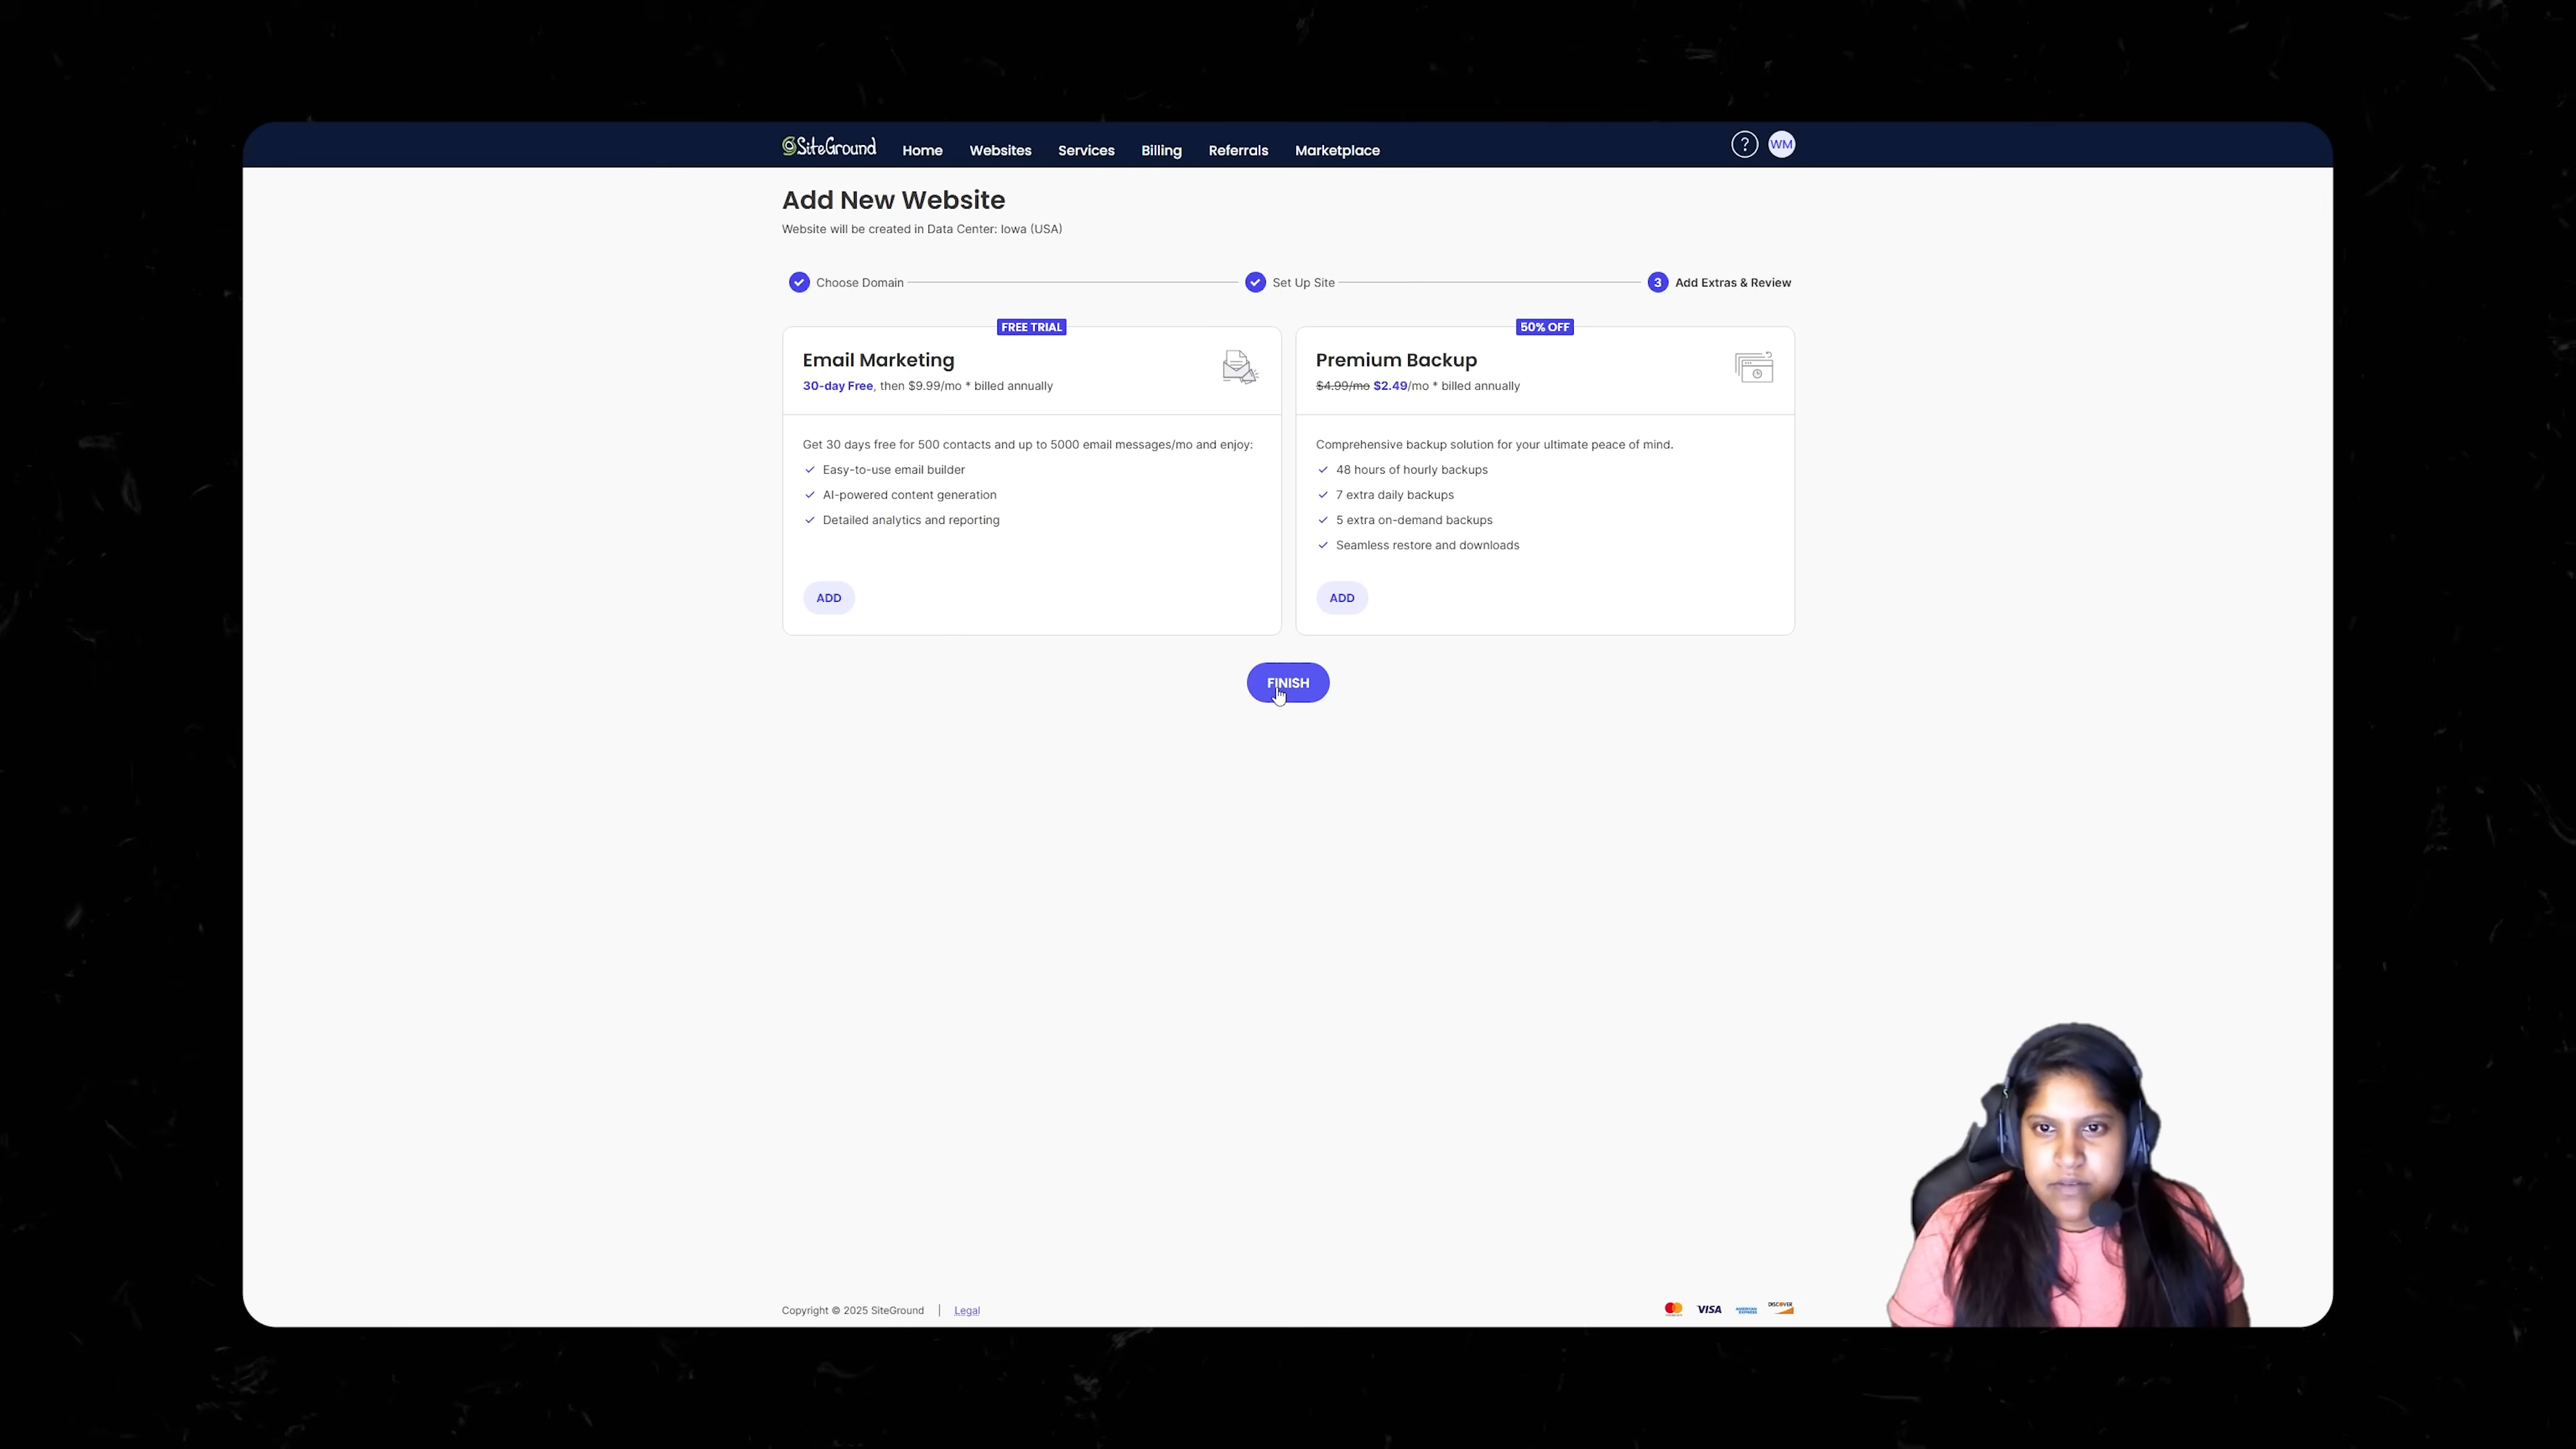 SiteGround Home Websites Services Billing Referrals Marketplace ? WM
Add New Website
Website will be created in Data Center: Iowa (USA)
Choose Domain Set Up Site 3 Add Extras & Review
FREE TRIAL
Email Marketing
30-day Free, then $9.99/mo * billed annually
Get 30 days free for 500 contacts and up to 5000 email messages/mo and enjoy:
Easy-to-use email builder
AI-powered content generation
Detailed analytics and reporting
ADD
50% OFF
Premium Backup
$4.99/mo $2.49/mo * billed annually
Comprehensive backup solution for your ultimate peace of mind.
48 hours of hourly backups
7 extra daily backups
5 extra on-demand backups
Seamless restore and downloads
ADD
FINISH
Copyright © 2025 SiteGround | Legal
VISA AMERICAN EXPRESS DISCOVER